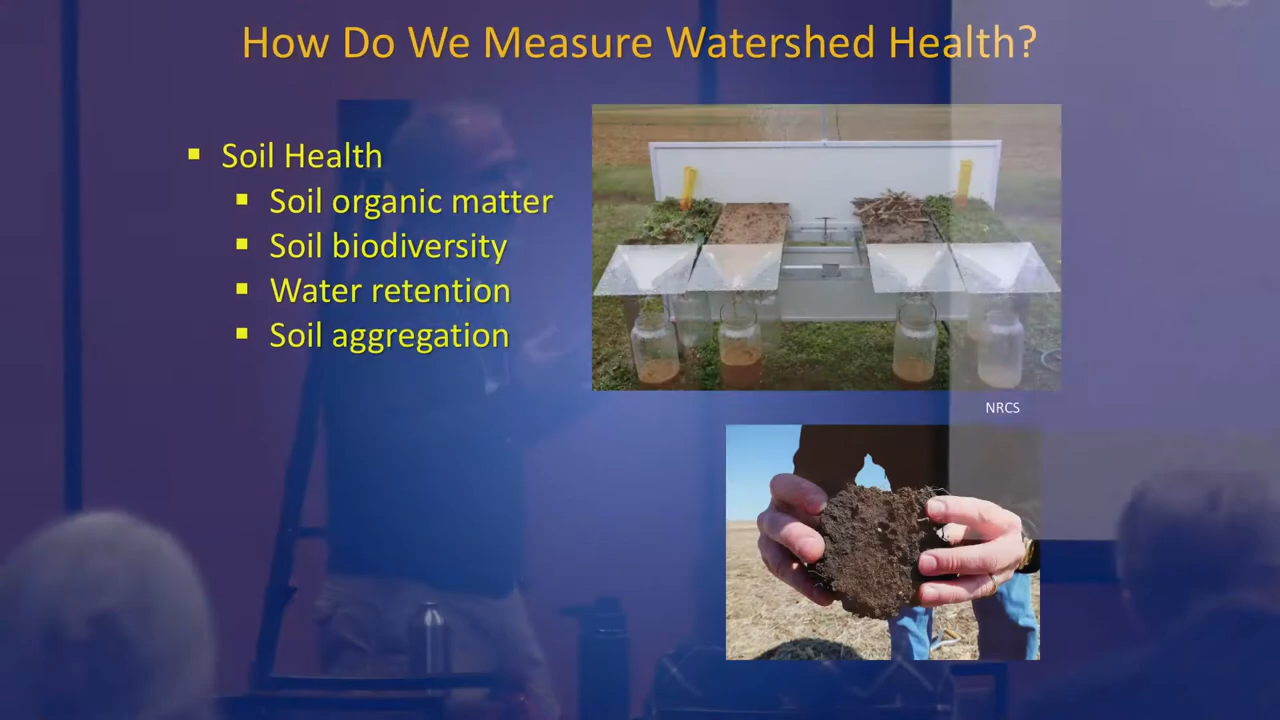 How Do We Measure Watershed Health?
Soil Health
Soil organic matter
Soil biodiversity
Water retention
Soil aggregation
NRCS